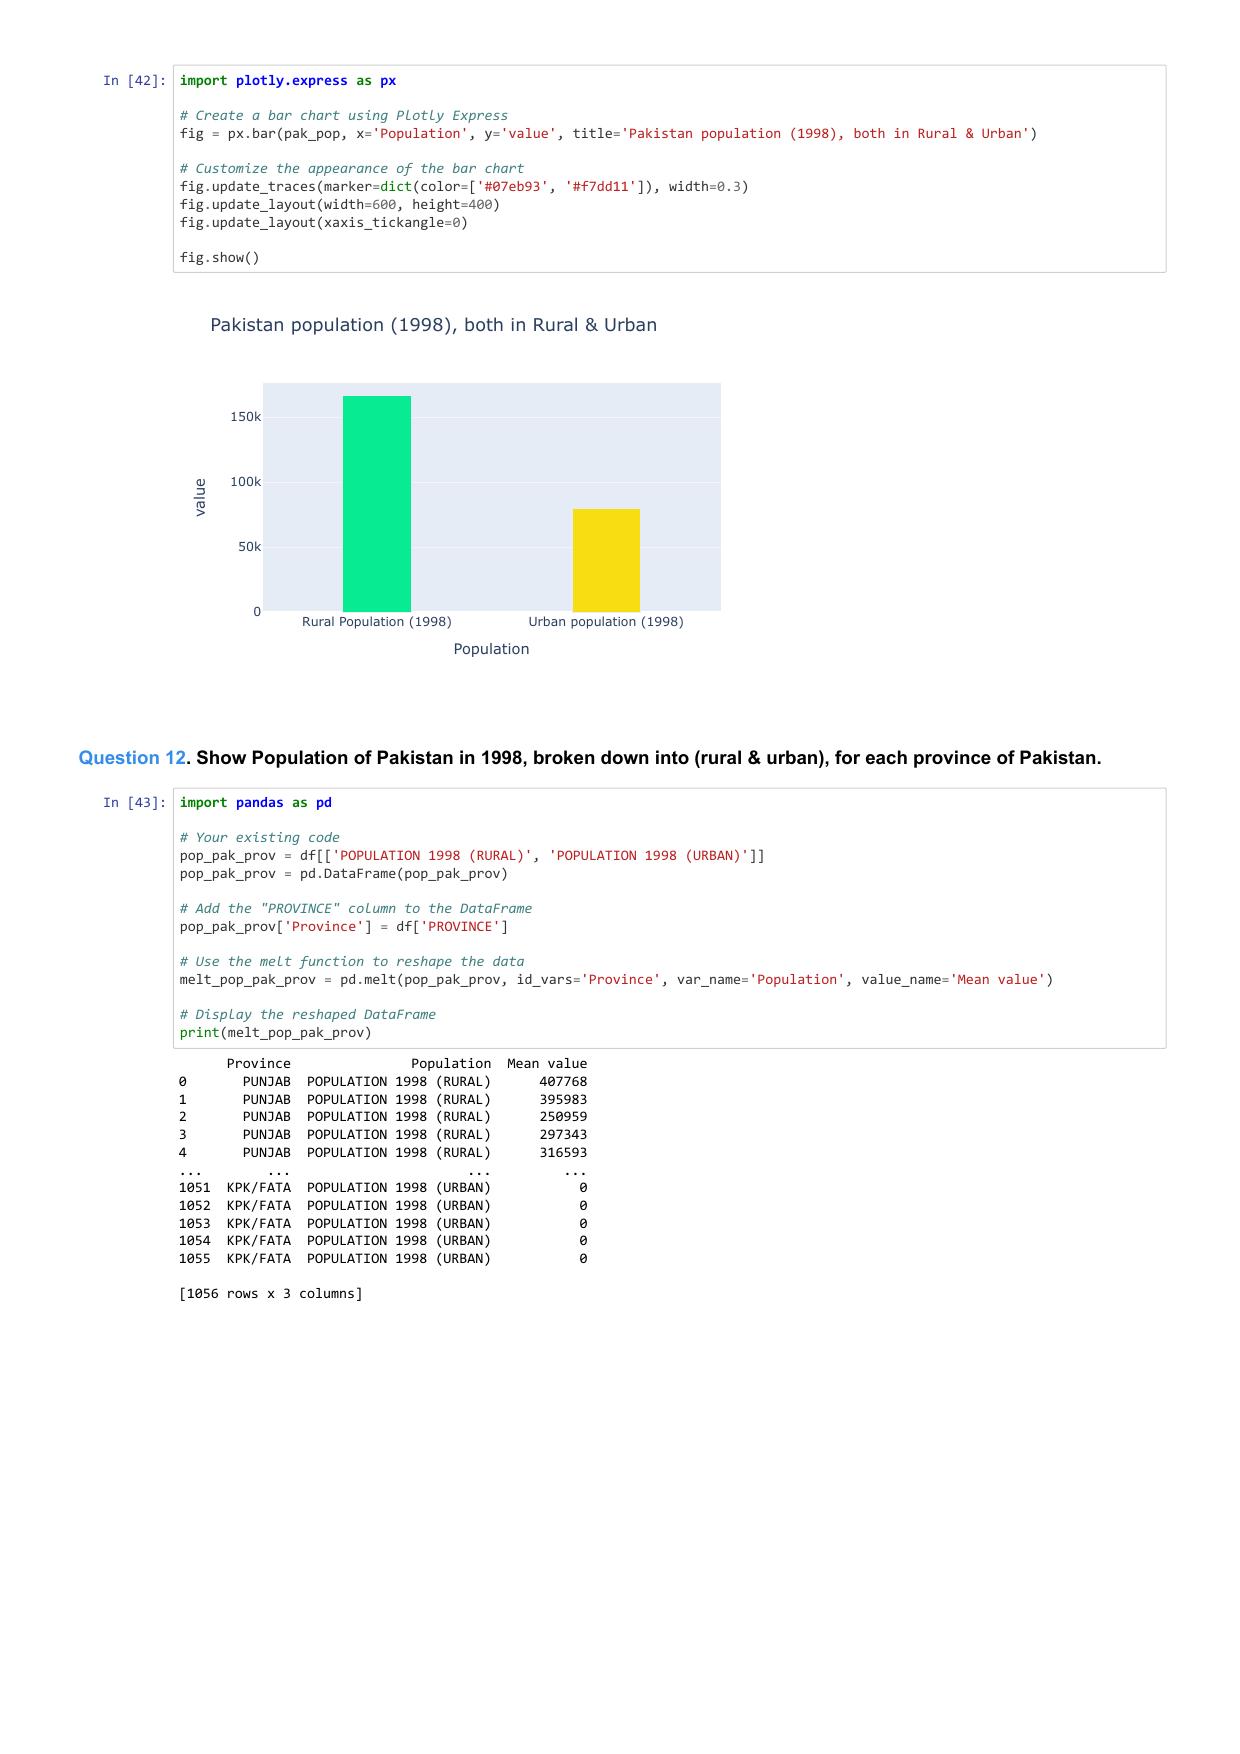 In [42]:
import plotly.express as px
# Create a bar chart using Plotly Express
fig = px.bar(pak_pop, x='Population', y='value', title='Pakistan population (1998), both in Rural & Urban')
# Customize the appearance of the bar chart
fig.update_traces(marker=dict(color=['#07eb93', '#f7dd11']), width=0.3)
fig.update_layout(width=600, height=400)
fig.update_layout(xaxis_tickangle=0)
fig.show()
Pakistan population (1998), both in Rural & Urban
150k
100k
50k
0
value
Rural Population (1998) Urban population (1998)
Population
Question 12. Show Population of Pakistan in 1998, broken down into (rural & urban), for each province of Pakistan.
In [43]:
import pandas as pd
# Your existing code
pop_pak_prov = df[['POPULATION 1998 (RURAL)', 'POPULATION 1998 (URBAN)']]
pop_pak_prov = pd.DataFrame(pop_pak_prov)
# Add the "PROVINCE" column to the DataFrame
pop_pak_prov['Province'] = df['PROVINCE']
# Use the melt function to reshape the data
melt_pop_pak_prov = pd.melt(pop_pak_prov, id_vars='Province', var_name='Population', value_name='Mean value')
# Display the reshaped DataFrame
print(melt_pop_pak_prov)
Province Population Mean value
0 PUNJAB POPULATION 1998 (RURAL) 407768
1 PUNJAB POPULATION 1998 (RURAL) 395983
2 PUNJAB POPULATION 1998 (RURAL) 250959
3 PUNJAB POPULATION 1998 (RURAL) 297343
4 PUNJAB POPULATION 1998 (RURAL) 316593
... ... ... ...
1051 KPK/FATA POPULATION 1998 (URBAN) 0
1052 KPK/FATA POPULATION 1998 (URBAN) 0
1053 KPK/FATA POPULATION 1998 (URBAN) 0
1054 KPK/FATA POPULATION 1998 (URBAN) 0
1055 KPK/FATA POPULATION 1998 (URBAN) 0
[1056 rows x 3 columns]